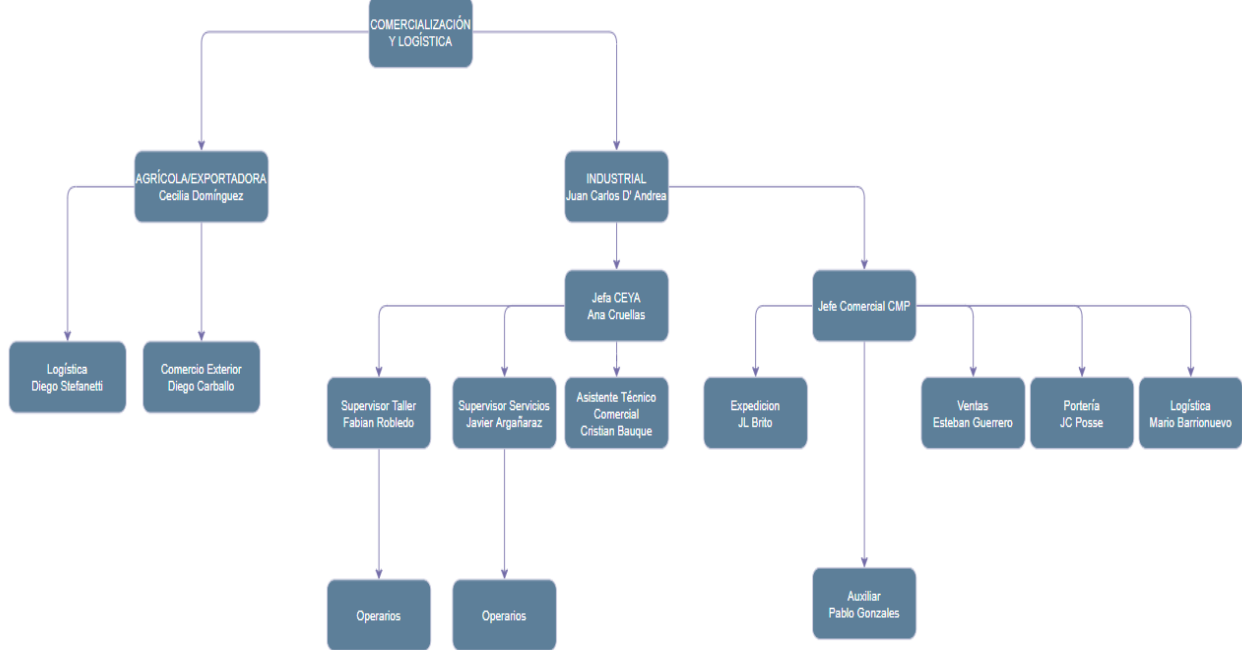 COMERCIALIZACIÓN
Y LOGÍSTICA
AGRÍCOLA/EXPORTADORA
Cecilia Domínguez
INDUSTRIAL
Juan Carlos D' Andrea
Jefa CEYA
Ana Cruellas
Jefe Comercial CMP
Logística
Diego Stefanetti
Comercio Exterior
Diego Carballo
Supervisor Taller
Fabian Robledo
Supervisor Servicios
Javier Argañaraz
Asistente Técnico
Comercial
Cristian Bauque
Expedicion
JL Brito
Ventas
Esteban Guerrero
Portería
JC Posse
Logística
Mario Barrionuevo
Operarios
Operarios
Auxiliar
Pablo Gonzales